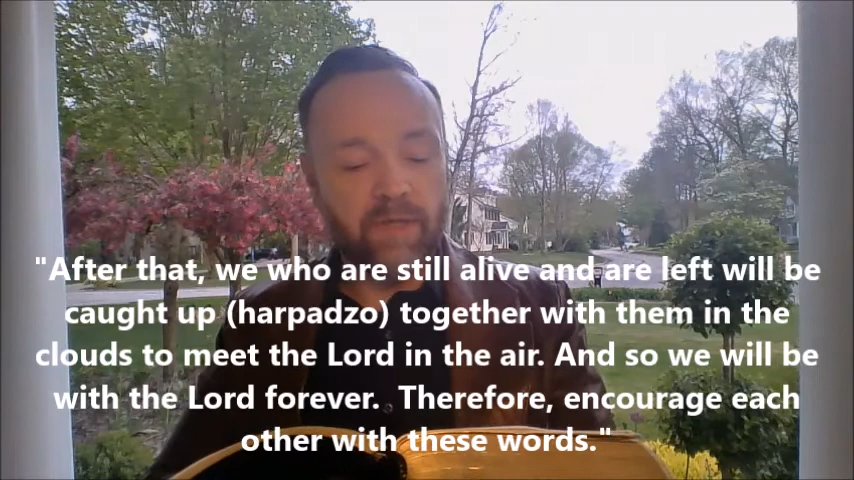 "After that, we who are still alive and are left will be
caught up (harpadzo) together with them in the
clouds to meet the Lord in the air. And so we will be
with the Lord forever.  Therefore, encourage each
other with these words."